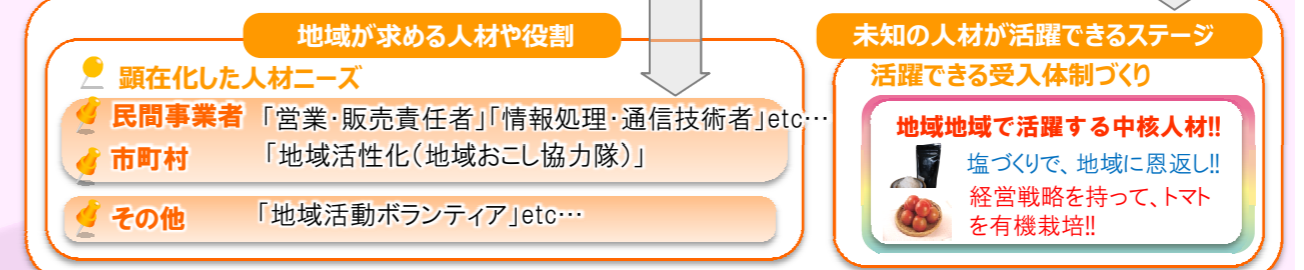 地域が求める人材や役割
顕在化した人材ニーズ
民間事業者 「営業・販売責任者」「情報処理・通信技術者」etc…
市町村 「地域活性化(地域おこし協力隊)」
その他 「地域活動ボランティア」etc…
未知の人材が活躍できるステージ
活躍できる受入体制づくり
地域地域で活躍する中核人材!!
塩づくりで、地域に恩返し!!
経営戦略を持って、トマト
を有機栽培!!